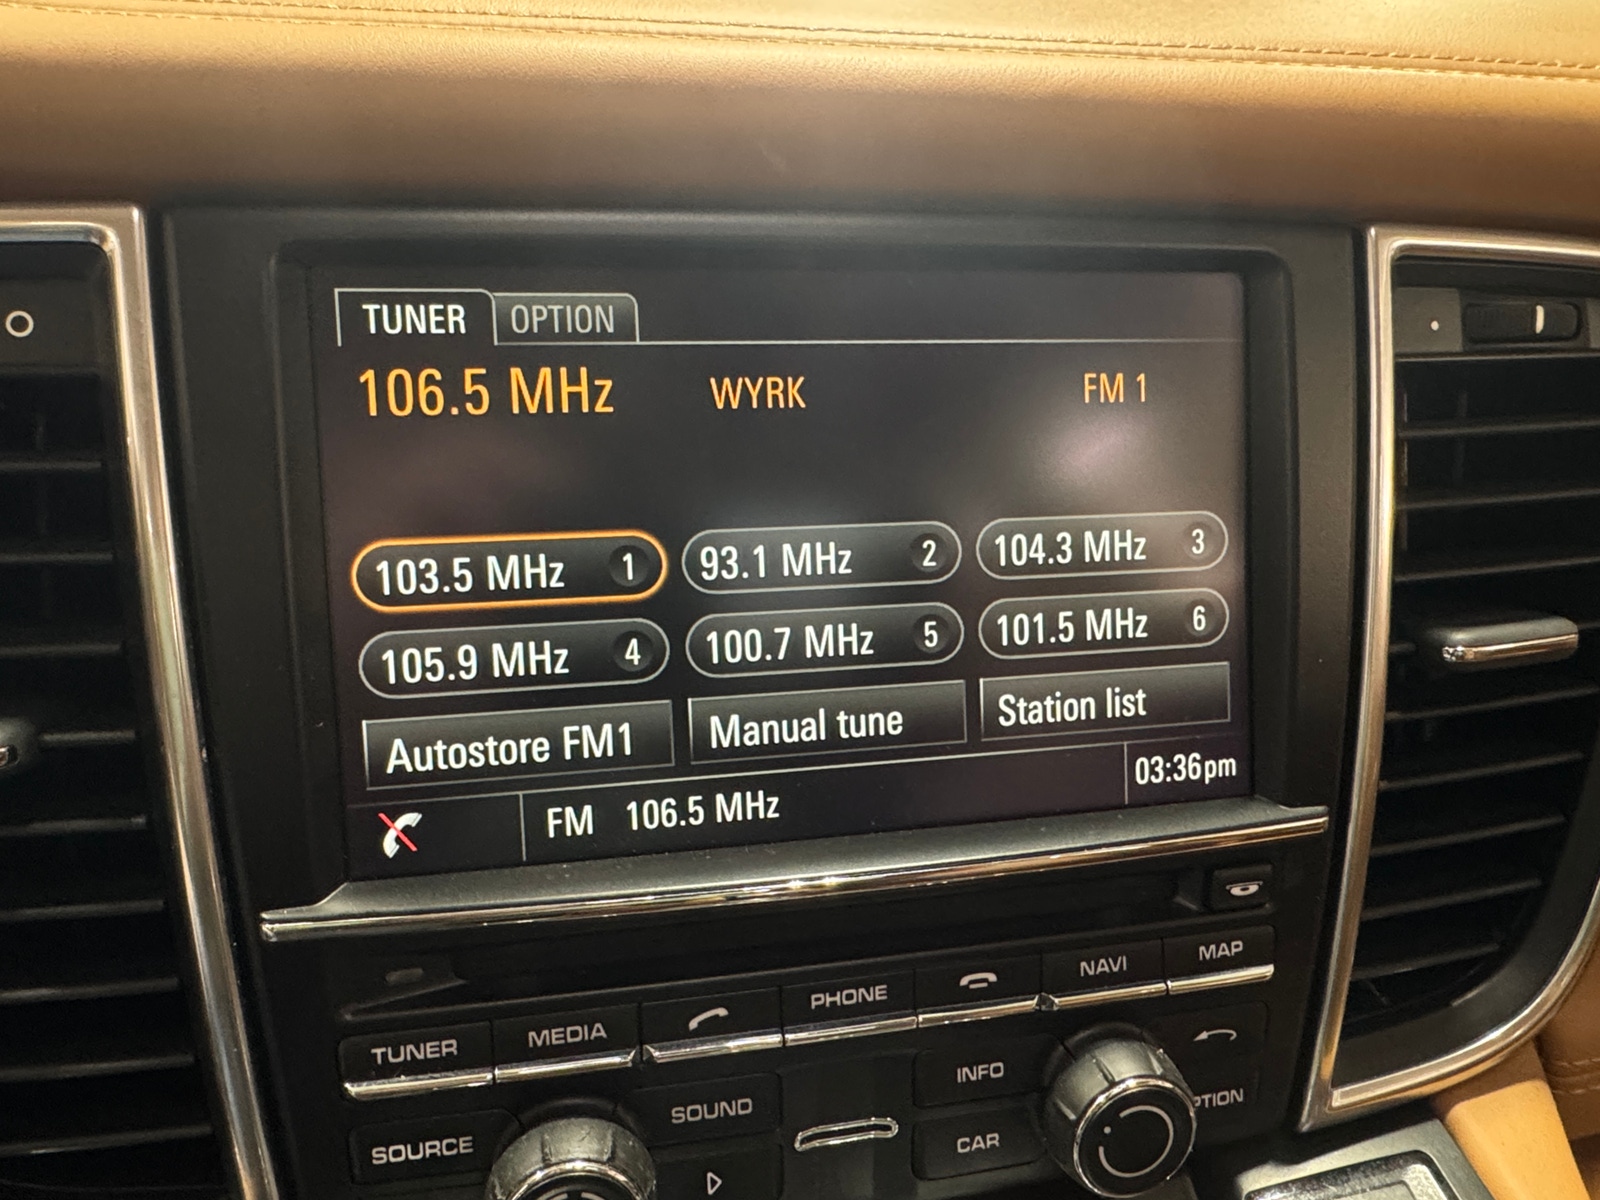 TUNER OPTION
106.5 MHz WYRK FM 1
103.5 MHz 1 93.1 MHz 2 104.3 MHz 3
105.9 MHz 4 100.7 MHz 5 101.5 MHz 6
Autostore FM1 Manual tune Station list
FM 106.5 MHz 03:36pm
TUNER MEDIA PHONE NAVI MAP
SOURCE SOUND INFO
CAR